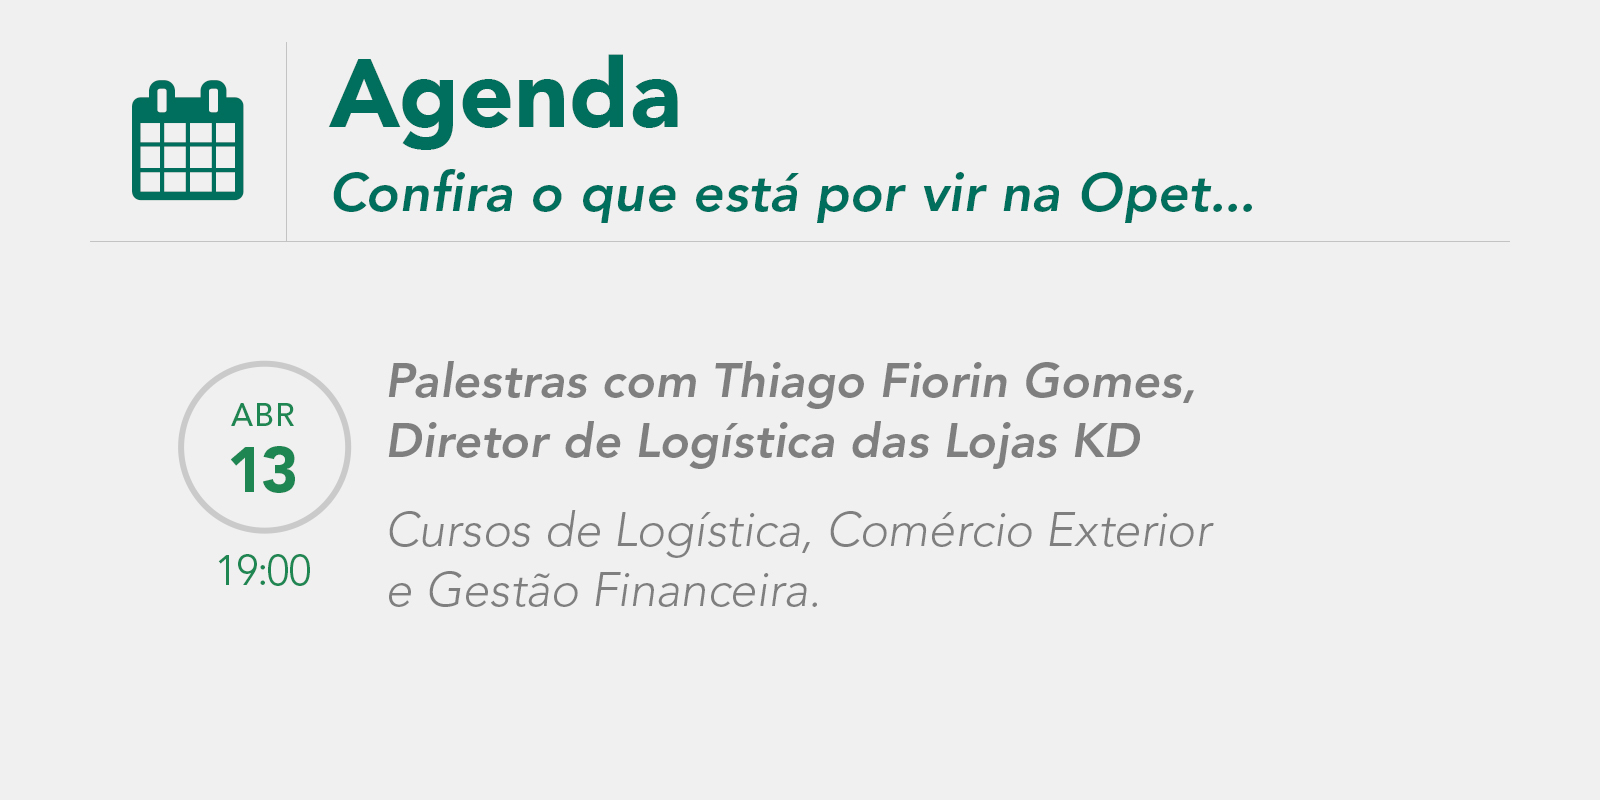 Agenda
Confira o que está por vir na Opet...
ABR
13
19:00
Palestras com Thiago Fiorin Gomes,
Diretor de Logística das Lojas KD
Cursos de Logística, Comércio Exterior
e Gestão Financeira.